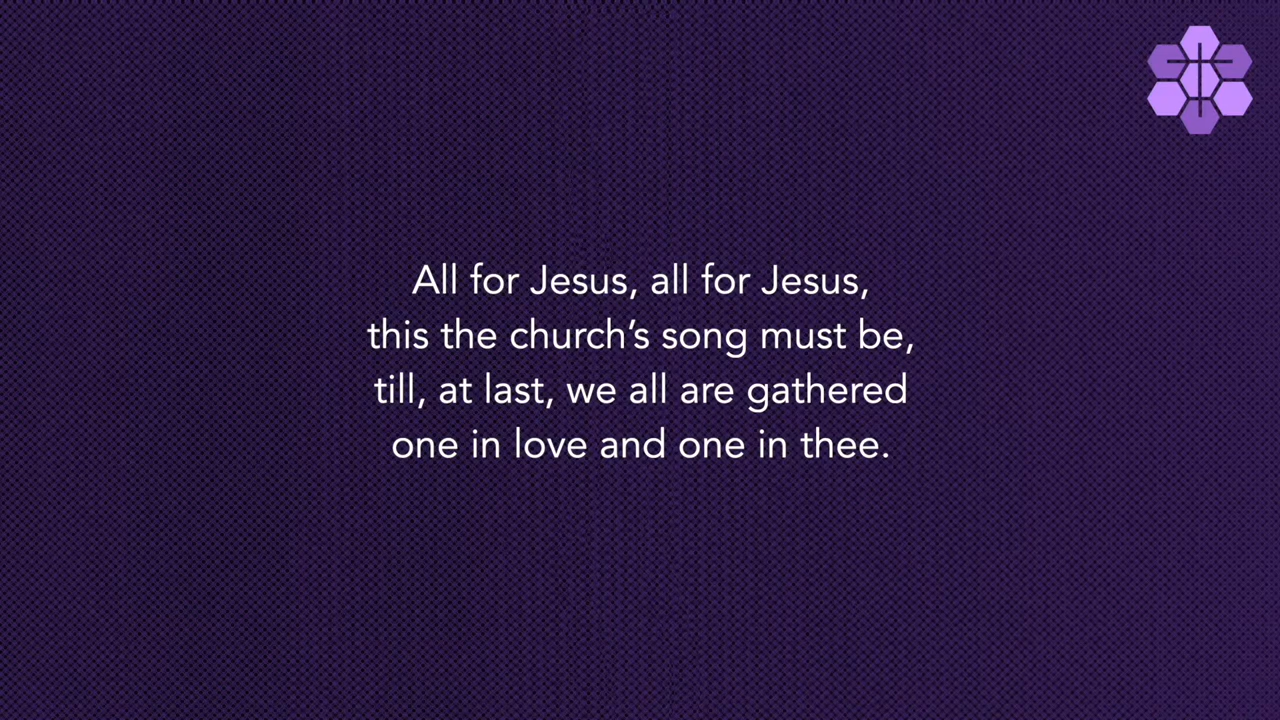 All for Jesus, all for Jesus,
this the church’s song must be,
till, at last, we all are gathered
one in love and one in thee.